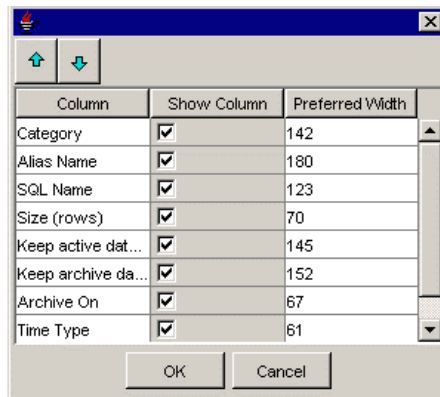 Column Show Column Preferred Width
Category 142
Alias Name 180
SQL Name 123
Size (rows) 70
Keep active dat... 145
Keep archive da... 152
Archive On 67
Time Type 61
OK Cancel